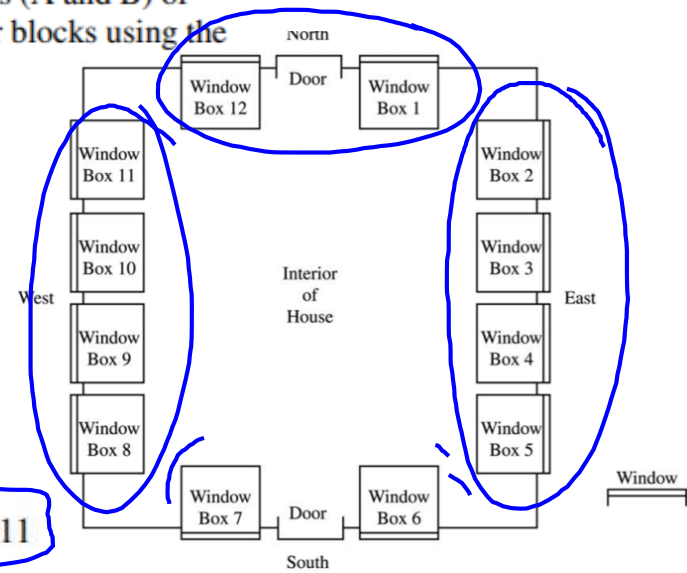 s (A and B) of
r blocks using the
North
Window
Box 12
Door
Window
Box 1
Window
Box 11
Window
Box 2
Window
Box 10
Window
Box 3
Interior
of
House
West
East
Window
Box 9
Window
Box 4
Window
Box 8
Window
Box 5
Window
Window
Box 7
Door
Window
Box 6
11
South